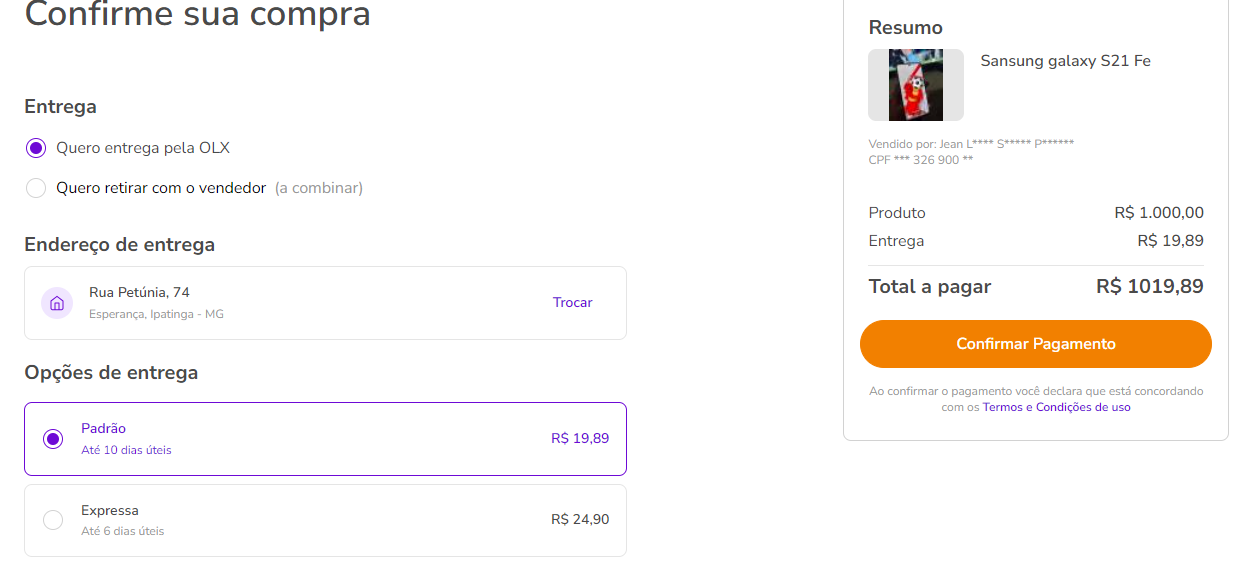 Confirme sua compra
Entrega
Quero entrega pela OLX
Quero retirar com o vendedor (a combinar)
Endereço de entrega
Rua Petúnia, 74
Esperança, Ipatinga - MG
Trocar
Opções de entrega
Padrão
Até 10 dias úteis
R$ 19,89
Expressa
Até 6 dias úteis
R$ 24,90
Resumo
Sansung galaxy S21 Fe
Vendido por: Jean L**** S***** P******
CPF *** 326 900 **
Produto R$ 1.000,00
Entrega R$ 19,89
Total a pagar R$ 1019,89
Confirmar Pagamento
Ao confirmar o pagamento você declara que está concordando
com os Termos e Condições de uso